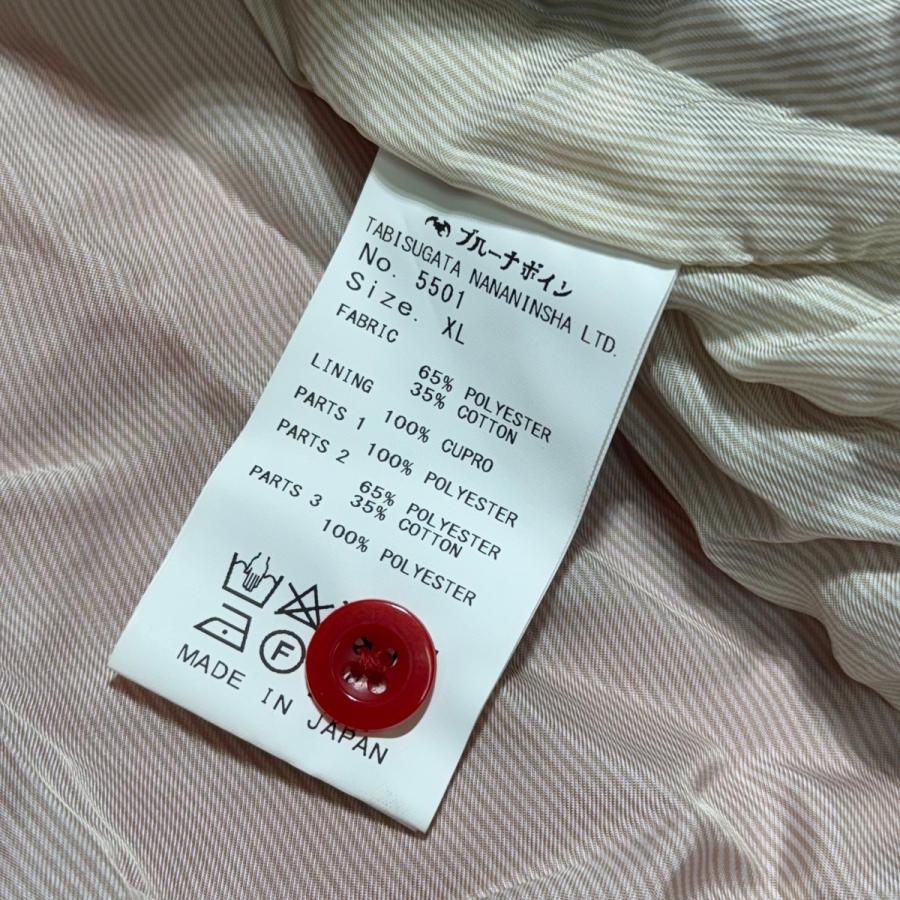 ブルーナボイン
TABISUGATA NANANINSHA LTD.
No. 5501
Size. XL
FABRIC
65% POLYESTER
35% COTTON
LINING 100% CUPRO
PARTS 1 100% POLYESTER
PARTS 2
65% POLYESTER
35% COTTON
PARTS 3
100% POLYESTER
F
MADE IN JAPAN